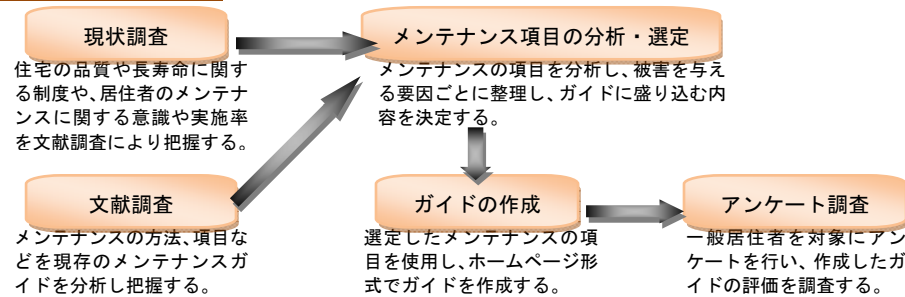 現状調査
住宅の品質や長寿命に関す
る制度や、居住者のメンテナ
ンスに関する意識や実施率
を文献調査により把握する。
メンテナンス項目の分析・選定
メンテナンスの項目を分析し、被害を与え
る要因ごとに整理し、ガイドに盛り込む内
容を決定する。
文献調査
メンテナンスの方法、項目な
どを現存のメンテナンスガ
イドを分析し把握する。
ガイドの作成
選定したメンテナンスの項
目を使用し、ホームページ形
式でガイドを作成する。
アンケート調査
一般居住者を対象にアン
ケートを行い、作成したガ
イドの評価を調査する。